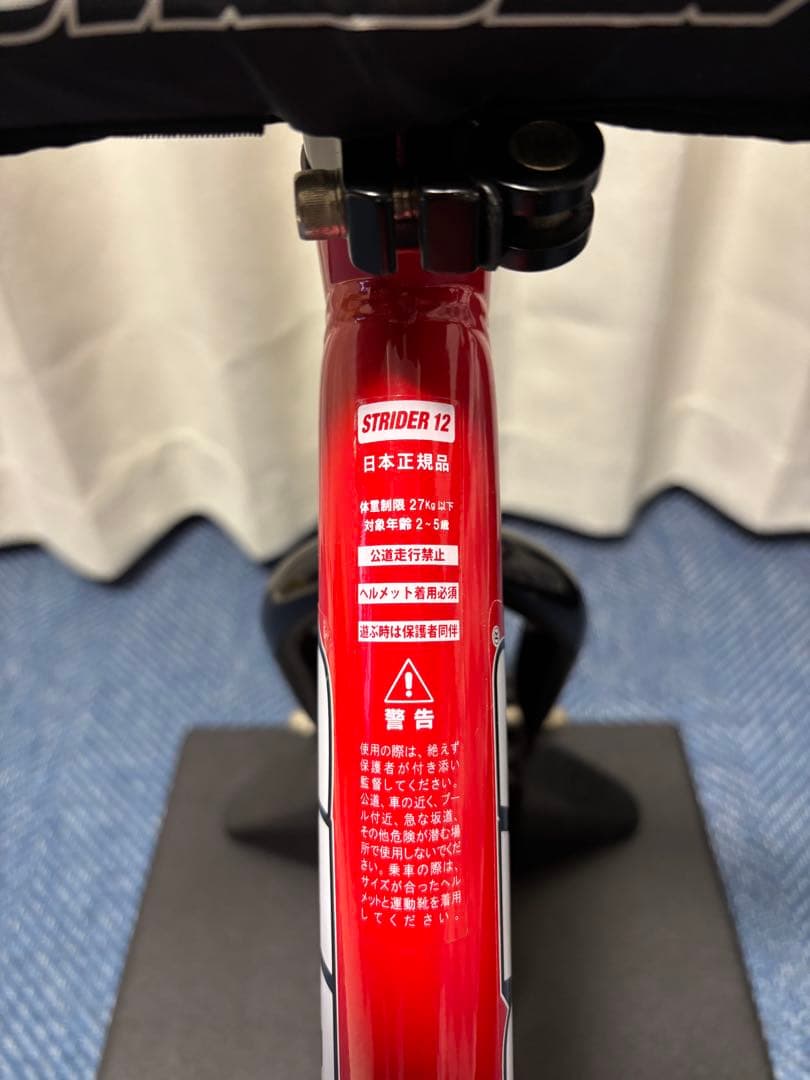 STRIDER 12
日本正規品
体重制限 27Kg 以下
対象年齢 2~5歳
公道走行禁止
ヘルメット着用必須
遊ぶ時は保護者同伴
警告
使用の際は、絶えず
保護者が付き添い
監督してください。
公道、車の近く、プー
ル付近、急な坂道、
その他危険が潜む場
所で使用しないでくだ
さい。乗車の際は、
サイズが合ったヘル
メットと運動靴を着用
してください。